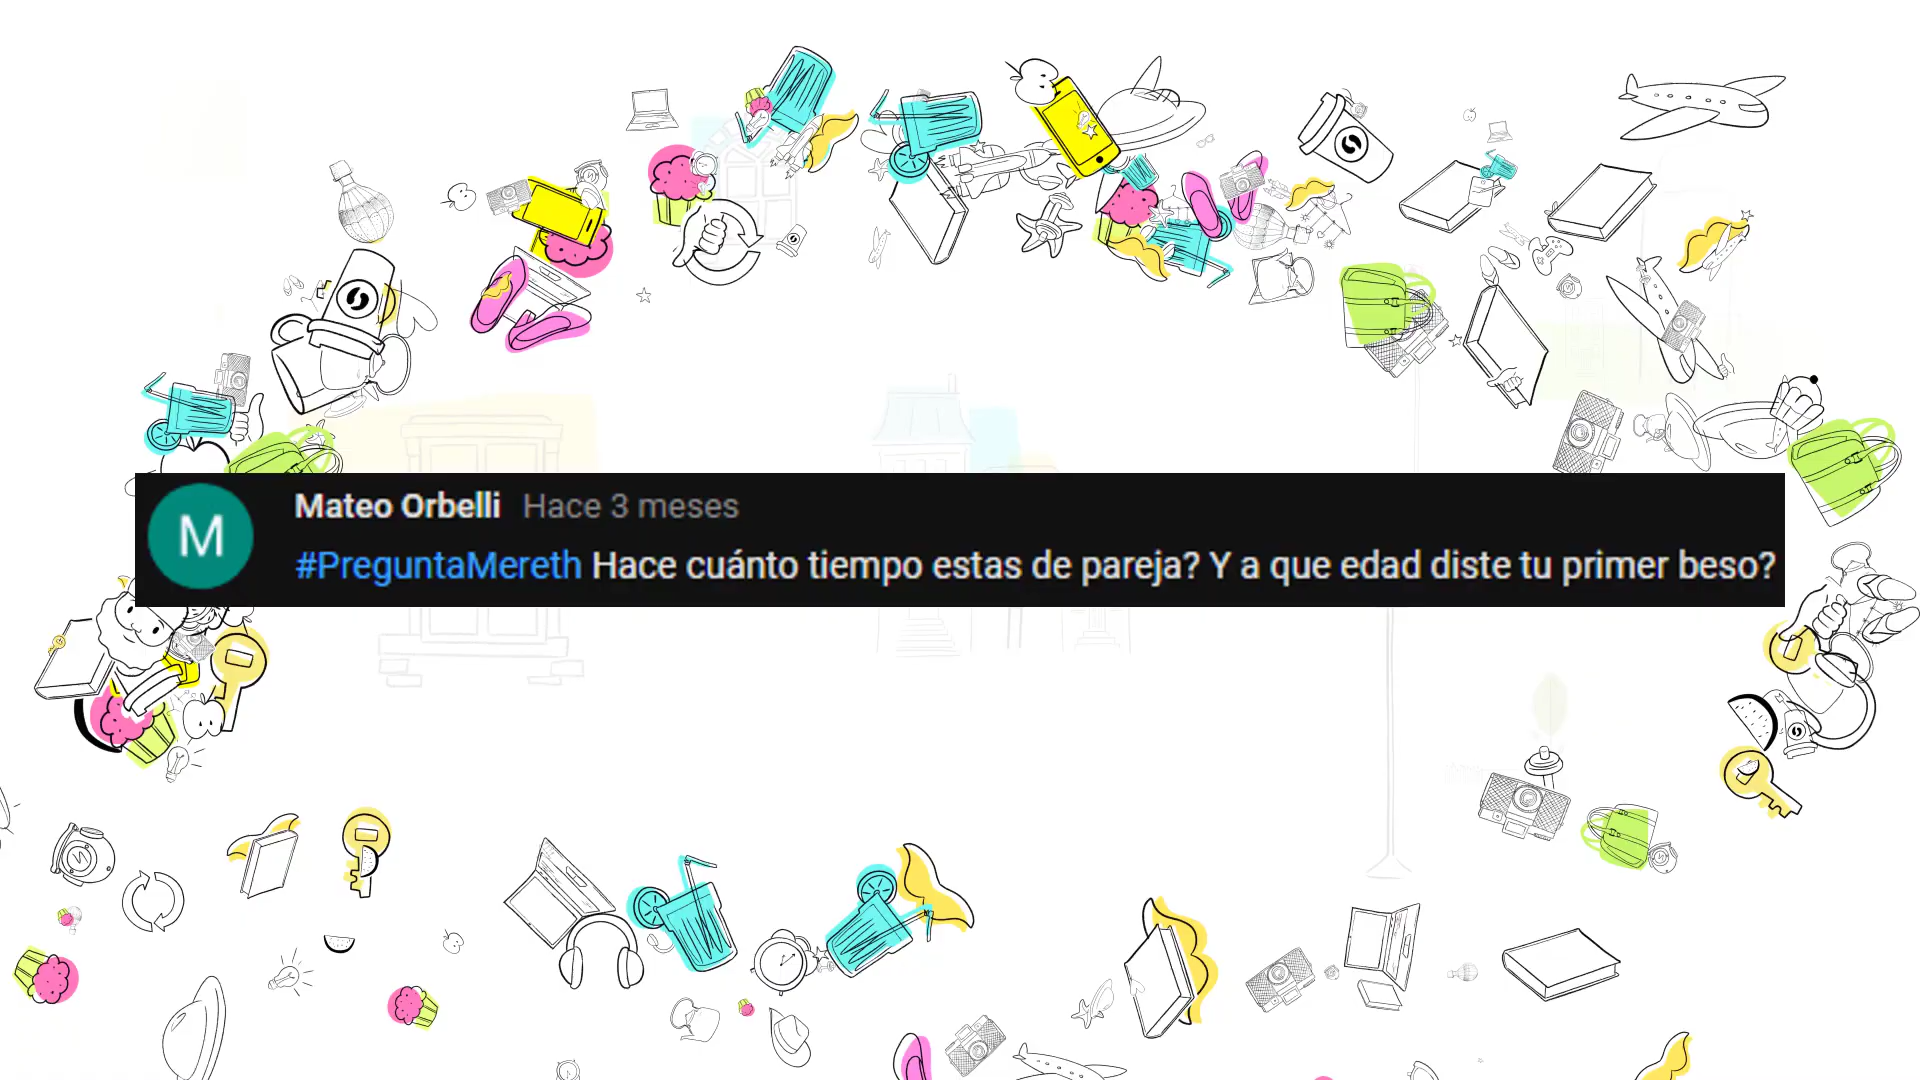 M
Mateo Orbelli Hace 3 meses
#PreguntaMereth Hace cuánto tiempo estas de pareja? Y a que edad diste tu primer beso?